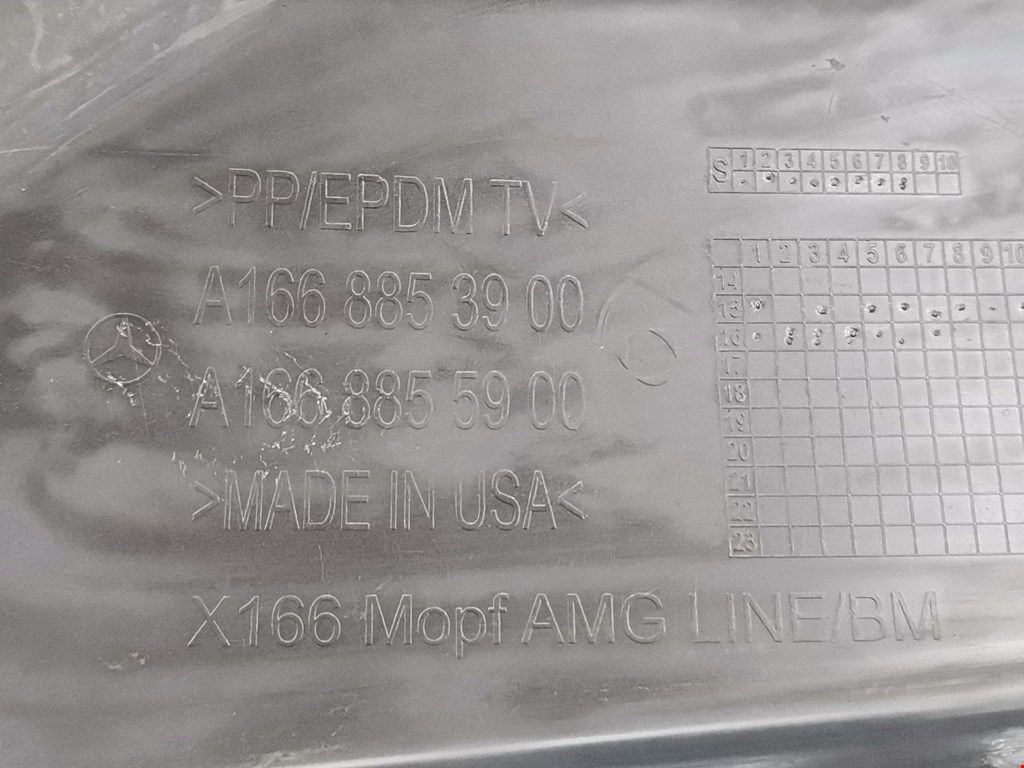 >PP/EPDM TV<
A166 885 39 00
A166 885 59 00
>MADE IN USA<
X166 Mopf AMG LINE/BM
S 1 2 3 4 5 6 7 8 9 10
1 2 3 4 5 6 7 8 9 10
14
15
16
17
18
19
20
21
22
23